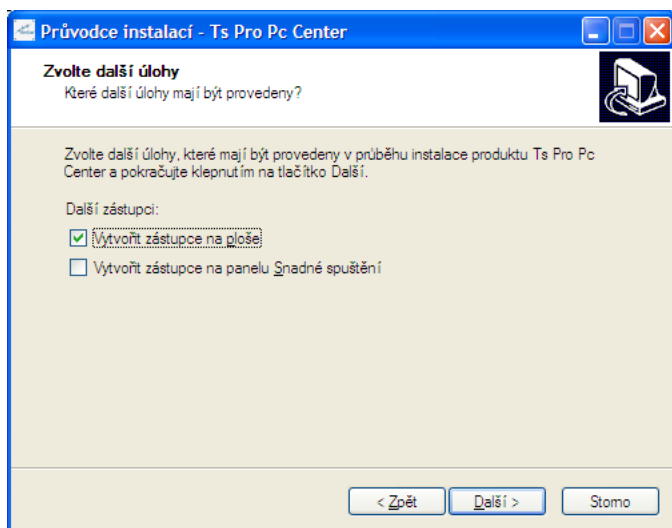 Průvodce instalací - Ts Pro Pc Center
Zvolte další úlohy
Které další úlohy mají být provedeny?
Zvolte další úlohy, které mají být provedeny v průběhu instalace produktu Ts Pro Pc
Center a pokračujte klepnutím na tlačítko Další.
Další zástupci:
Vytvořit zástupce na ploše
Vytvořit zástupce na panelu Snadné spuštění
< Zpět
Další >
Storno